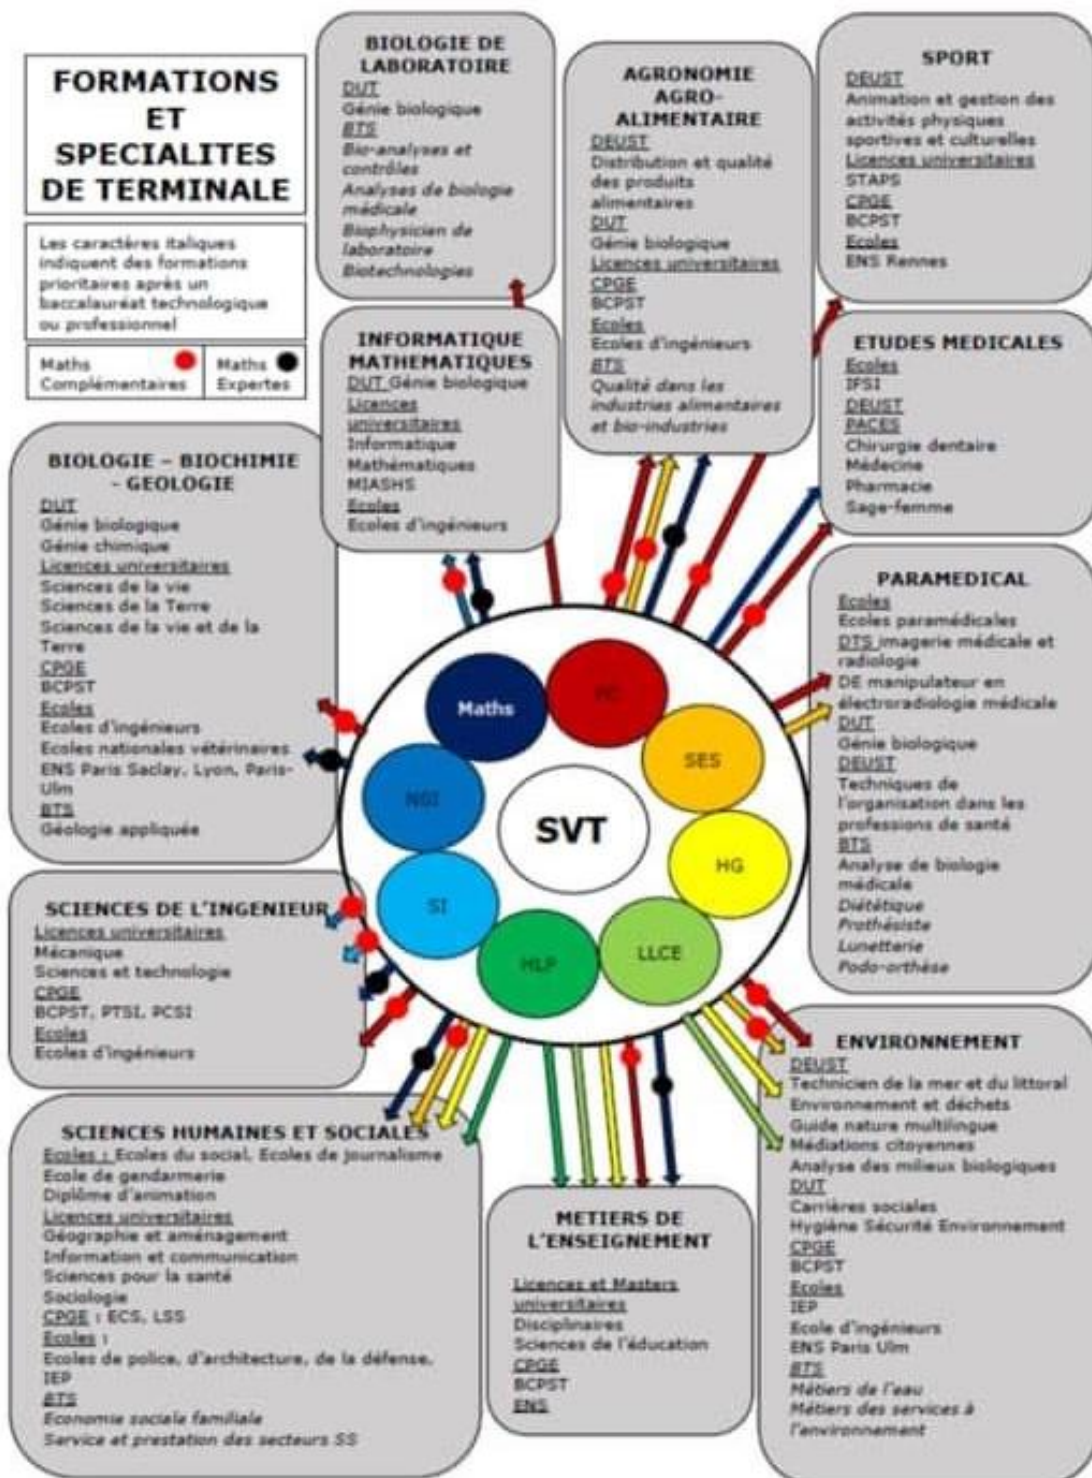 FORMATIONS
ET
SPECIALITES
DE TERMINALE
Les caractères italiques
indiquent des formations
prioritaires après un
baccalauréat technologique
ou professionnel
Maths
Complémentaires
Maths
Expertes
BIOLOGIE DE
LABORATOIRE
DUT
Génie biologique
BTS
Bio-analyses et
contrôles
Analyses de biologie
médicale
Biophysicien de
laboratoire
Biotechnologies
AGRONOMIE
AGRO-
ALIMENTAIRE
DEUST
Distribution et qualité
des produits
alimentaires
DUT
Génie biologique
Licences universitaires
CPGE
BCPST
Ecoles
Ecoles d'ingénieurs
BTS
Qualité dans les
industries alimentaires
et bio-industries
SPORT
DEUST
Animation et gestion des
activités physiques
sportives et culturelles
Licences universitaires
STAPS
CPGE
BCPST
Ecoles
ENS Rennes
INFORMATIQUE
MATHEMATIQUES
DUT Génie biologique
Licences
universitaires
Informatique
Mathématiques
MIASHS
Ecoles
Ecoles d'ingénieurs
ETUDES MEDICALES
Ecoles
IFSI
DEUST
PACES
Chirurgie dentaire
Médecine
Pharmacie
Sage-femme
BIOLOGIE – BIOCHIMIE
- GEOLOGIE
DUT
Génie biologique
Génie chimique
Licences universitaires
Sciences de la vie
Sciences de la Terre
Sciences de la vie et de la
Terre
CPGE
BCPST
Ecoles
Ecoles d'ingénieurs
Ecoles nationales vétérinaires
ENS Paris Saclay, Lyon, Paris-
Ulm
BTS
Géologie appliquée
PARAMEDICAL
Ecoles
Ecoles paramédicales
DTS imagerie médicale et
radiologie
DE manipulateur en
électroradiologie médicale
DUT
Génie biologique
DEUST
Techniques de
l'organisation dans les
professions de santé
BTS
Analyse de biologie
médicale
Diététique
Prothésiste
Lunetterie
Podo-orthèse
Maths
PC
SES
NSI
SVT
HG
SI
HLP
LLCE
SCIENCES DE L'INGENIEUR
Licences universitaires
Mécanique
Sciences et technologie
CPGE
BCPST, PTSI, PCSI
Ecoles
Ecoles d'ingénieurs
SCIENCES HUMAINES ET SOCIALES
Ecoles : Ecoles du social, Ecoles de journalisme
Ecole de gendarmerie
Diplôme d'animation
Licences universitaires
Géographie et aménagement
Information et communication
Sciences pour la santé
Sociologie
CPGE : ECS, LSS
Ecoles :
Ecoles de police, d'architecture, de la défense,
IEP
BTS
Economie sociale familiale
Service et prestation des secteurs SS
METIERS DE
L'ENSEIGNEMENT
Licences et Masters
universitaires
Disciplinaires
Sciences de l'éducation
CPGE
BCPST
ENS
ENVIRONNEMENT
DEUST
Technicien de la mer et du littoral
Environnement et déchets
Guide nature multilingue
Médiations citoyennes
Analyse des milieux biologiques
DUT
Carrières sociales
Hygiène Sécurité Environnement
CPGE
BCPST
Ecoles
IEP
Ecole d'ingénieurs
ENS Paris Ulm
BTS
Métiers de l'eau
Métiers des services à
l'environnement